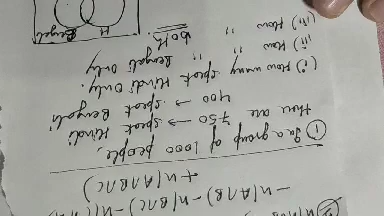 - n(A∩B) - n(B∩C) - n(
+ n(A∩B∩C)
① In a group of 1000 people,
there are 750 → speak Hindi
400 → speak Bengali
(i) How many speak Hindi Only.
(ii) How " " Bengali Only.
(iii) How " " Both.
H
Bengal